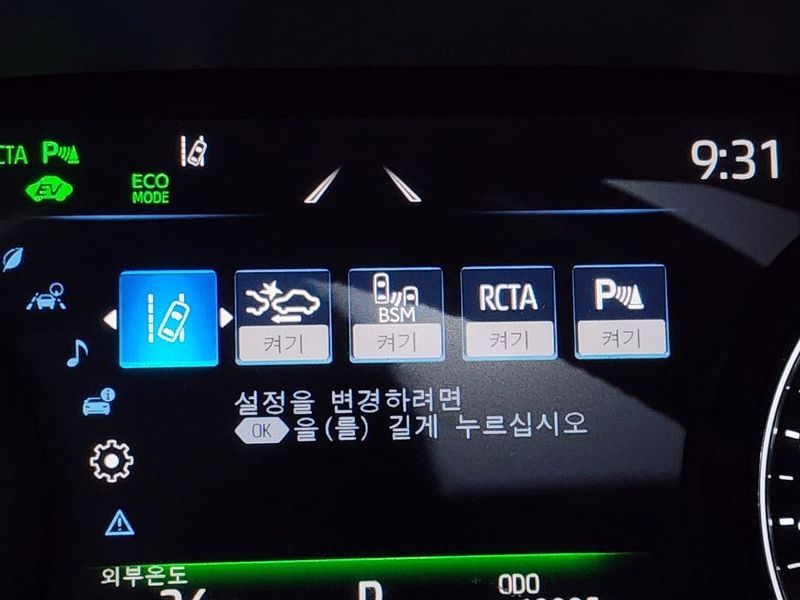 CTA P
9:31
EV
ECO
MODE
BSM RCTA P
켜기 켜기 켜기 켜기
설정을 변경하려면
OK 을(를) 길게 누르십시오
외부온도
ODO